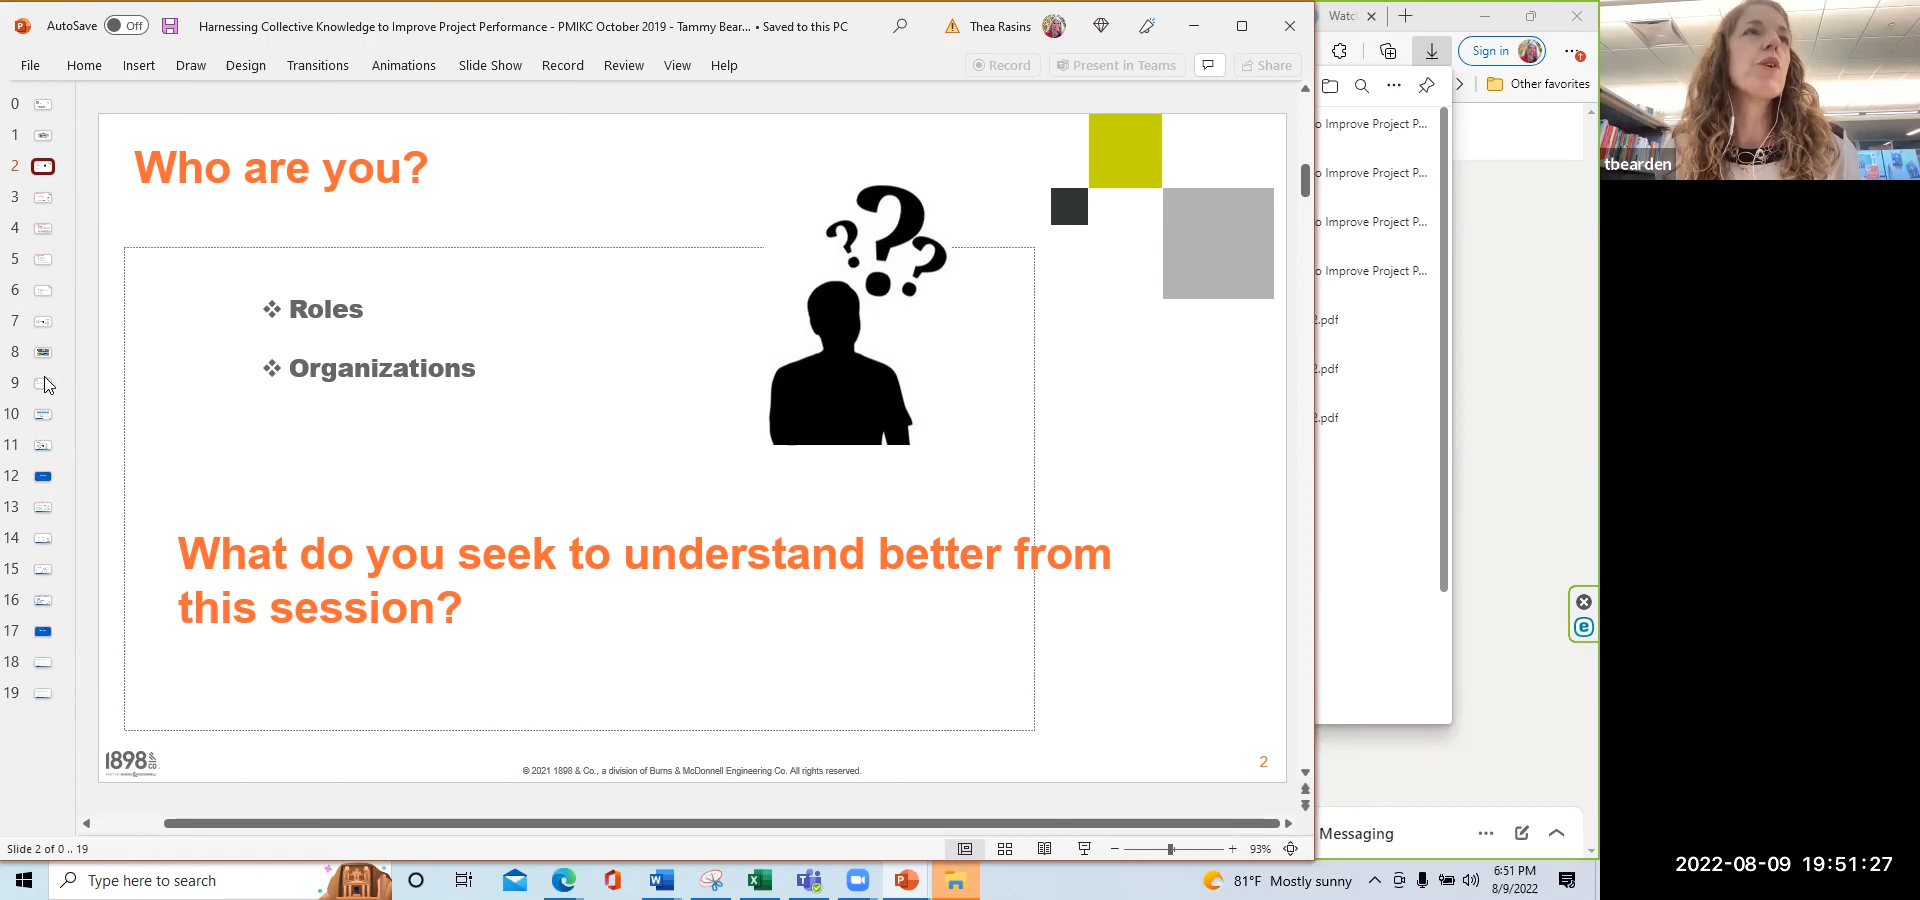 AutoSave Off Harnessing Collective Knowledge to Improve Project Performance - PMIKC October 2019 - Tammy Bear... • Saved to this PC Thea Rasins
File Home Insert Draw Design Transitions Animations Slide Show Record Review View Help Record Present in Teams Share
Watc
Sign in
Other favorites
o Improve Project P...
o Improve Project P...
o Improve Project P...
o Improve Project P...
2.pdf
2.pdf
2.pdf
tbearden
0
1
2
3
4
5
6
7
8
9
10
11
12
13
14
15
16
17
18
19
Who are you?
❖ Roles
❖ Organizations
What do you seek to understand better from
this session?
1898 & CO
© 2021 1898 & Co., a division of Burns & McDonnell Engineering Co. All rights reserved.
2
Messaging
Slide 2 of 0 .. 19
93%
Type here to search
81°F Mostly sunny
6:51 PM
8/9/2022
2022-08-09 19:51:27